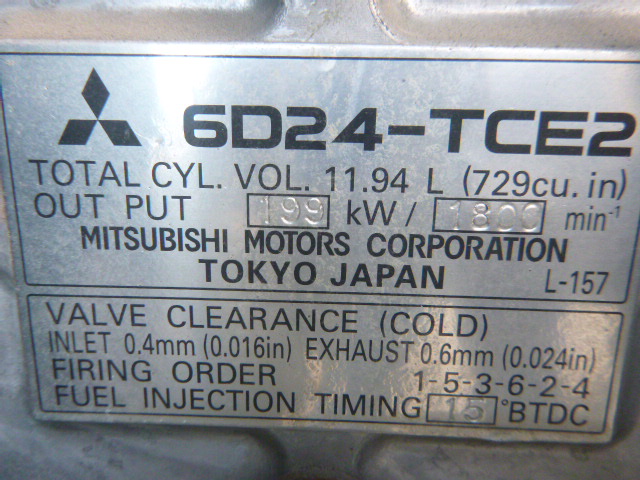 6D24-TCE2
TOTAL CYL. VOL. 11.94 L (729cu. in)
OUT PUT 199 kW/ 1800 min⁻¹
MITSUBISHI MOTORS CORPORATION
TOKYO JAPAN L-157
VALVE CLEARANCE (COLD)
INLET 0.4mm (0.016in) EXHAUST 0.6mm (0.024in)
FIRING ORDER 1-5-3-6-2-4
FUEL INJECTION TIMING 15 °BTDC